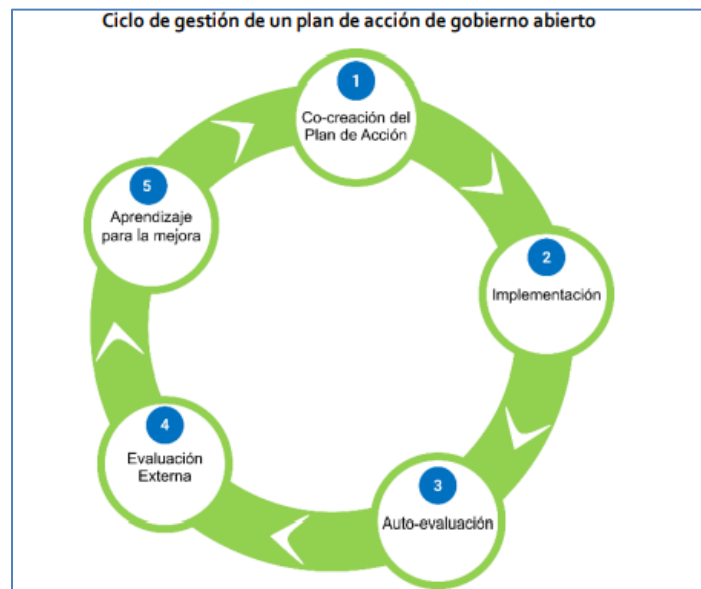 Ciclo de gestión de un plan de acción de gobierno abierto
1
Co-creación del
Plan de Acción
2
Implementación
3
Auto-evaluación
4
Evaluación
Externa
5
Aprendizaje
para la mejora